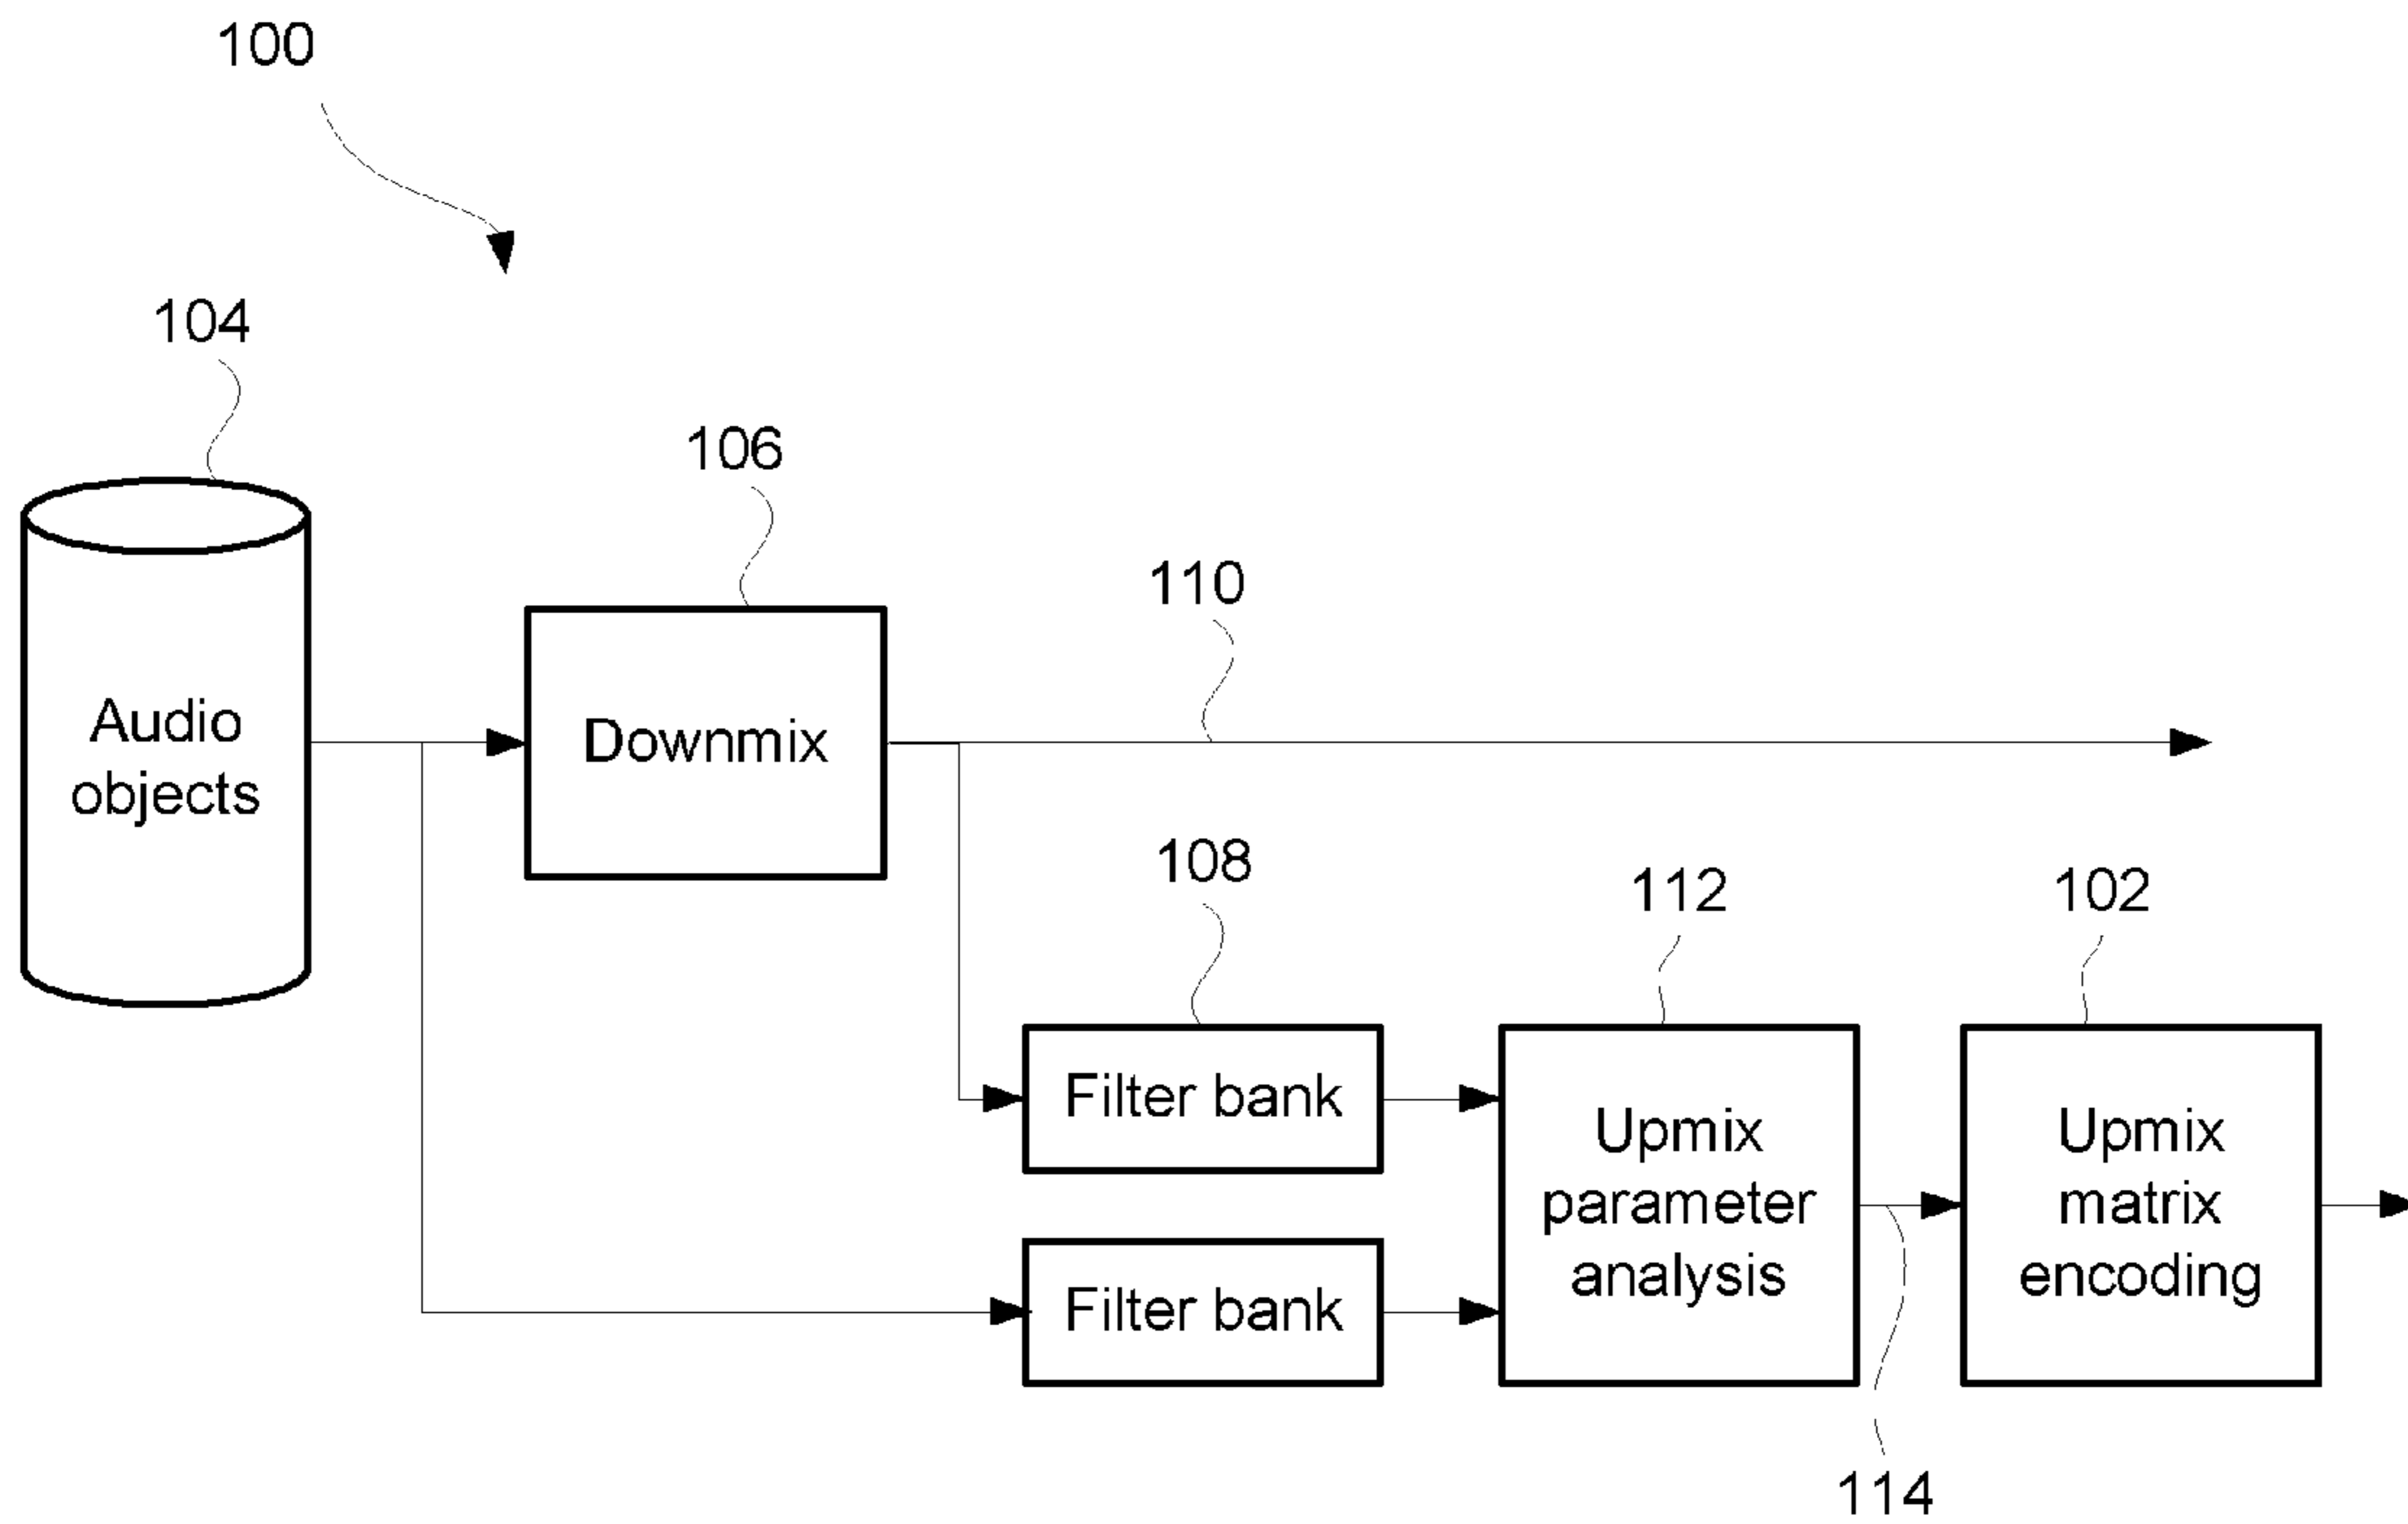 100
104
106
110
Audio
objects
Downmix
108
112
102
Filter bank
Upmix
parameter
analysis
Upmix
matrix
encoding
Filter bank
114